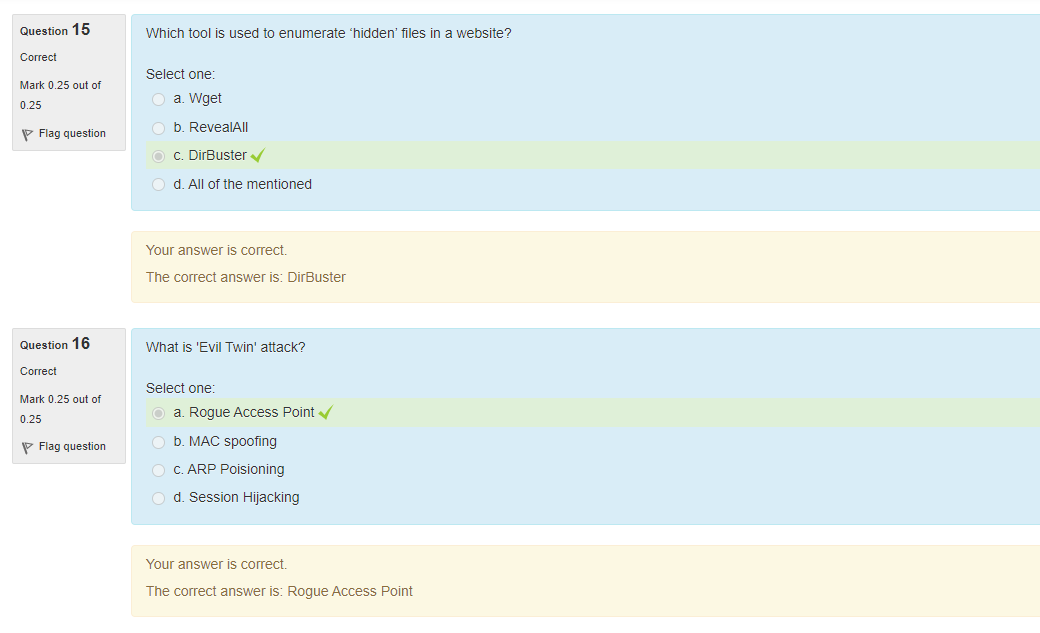 Question 15
Correct
Mark 0.25 out of
0.25
Flag question
Which tool is used to enumerate ‘hidden’ files in a website?
Select one:
a. Wget
b. RevealAll
c. DirBuster
d. All of the mentioned
Your answer is correct.
The correct answer is: DirBuster
Question 16
Correct
Mark 0.25 out of
0.25
Flag question
What is 'Evil Twin' attack?
Select one:
a. Rogue Access Point
b. MAC spoofing
c. ARP Poisioning
d. Session Hijacking
Your answer is correct.
The correct answer is: Rogue Access Point